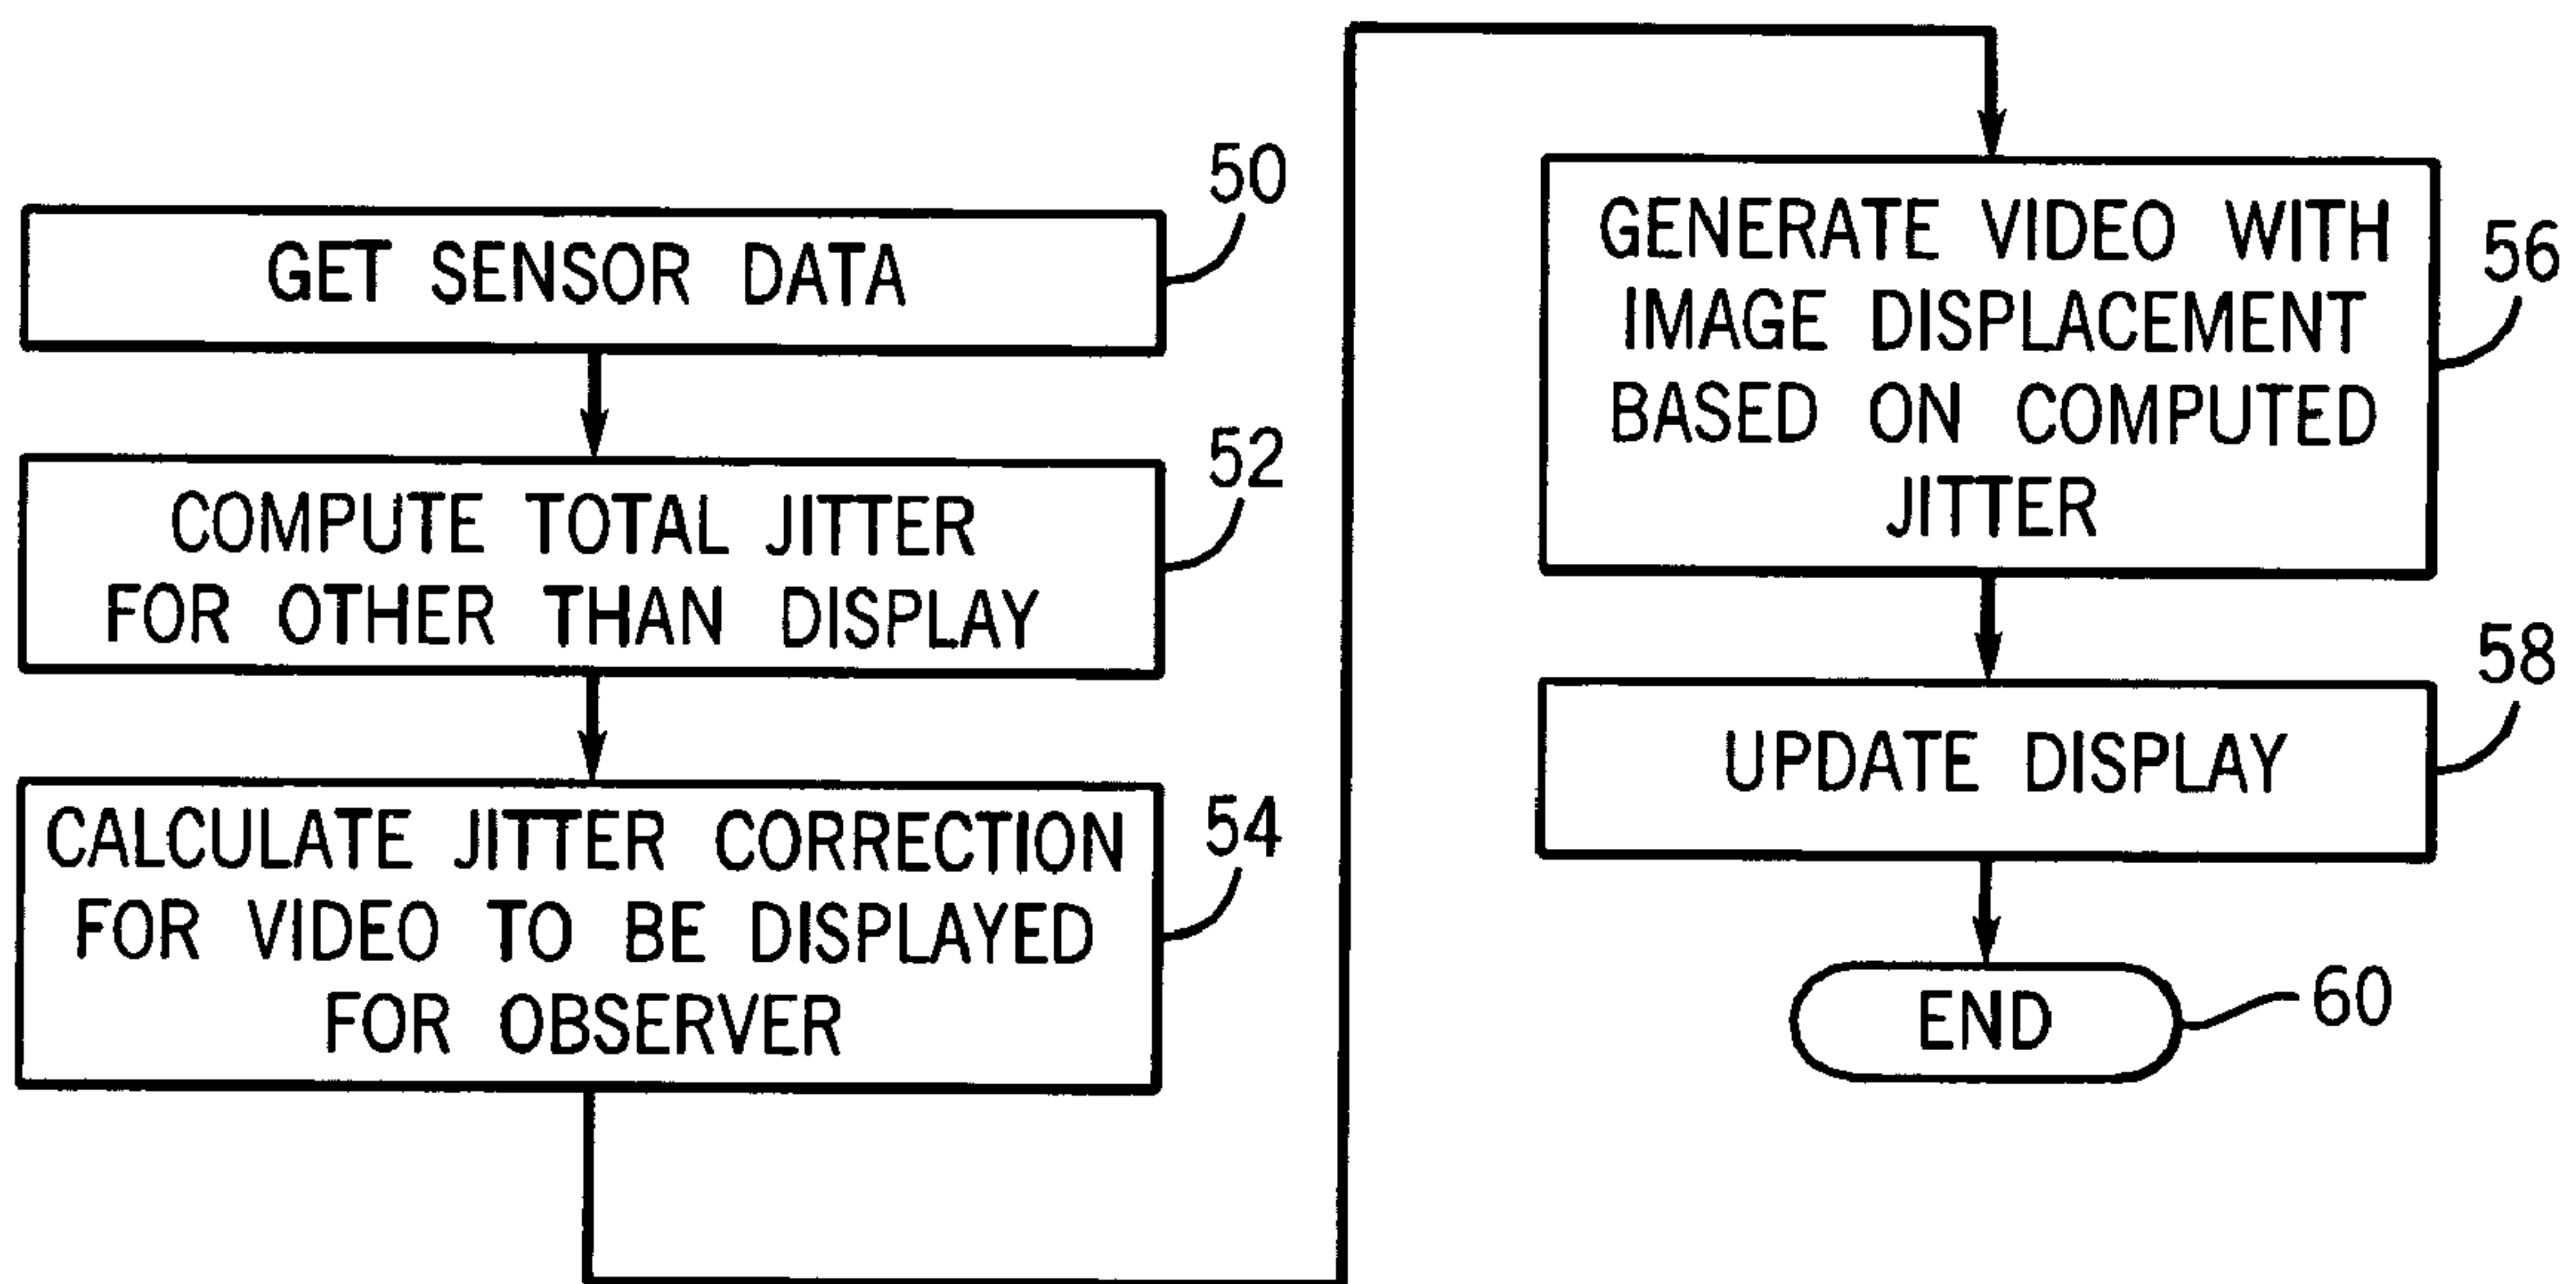 GET SENSOR DATA
50
COMPUTE TOTAL JITTER
FOR OTHER THAN DISPLAY
52
CALCULATE JITTER CORRECTION
FOR VIDEO TO BE DISPLAYED
FOR OBSERVER
54
GENERATE VIDEO WITH
IMAGE DISPLACEMENT
BASED ON COMPUTED
JITTER
56
UPDATE DISPLAY
58
END
60